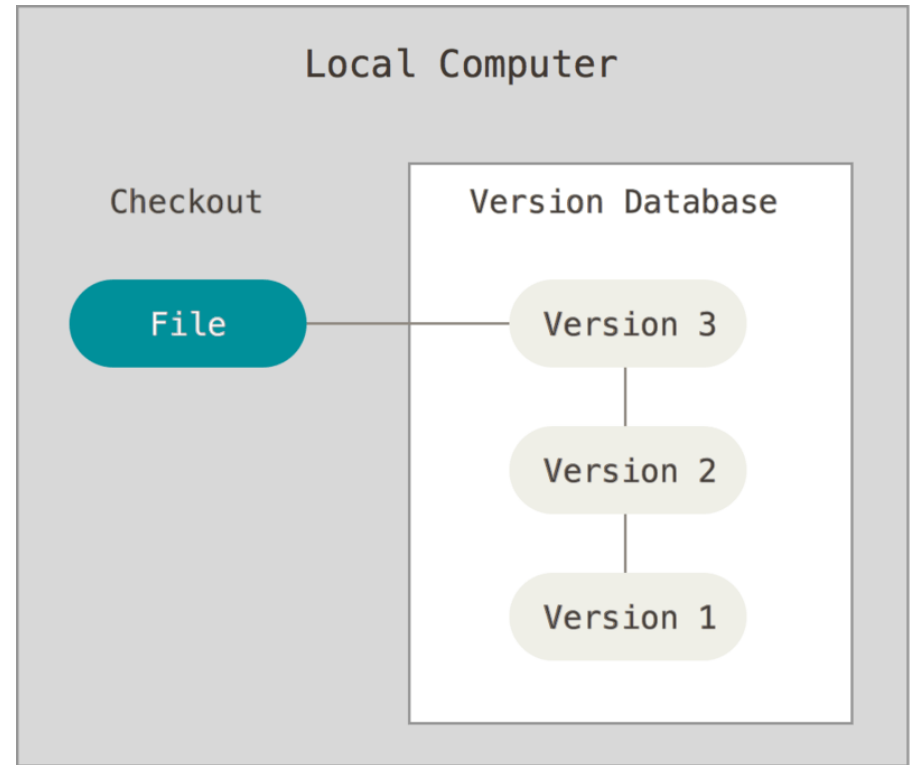 Local Computer
Checkout
Version Database
File
Version 3
Version 2
Version 1